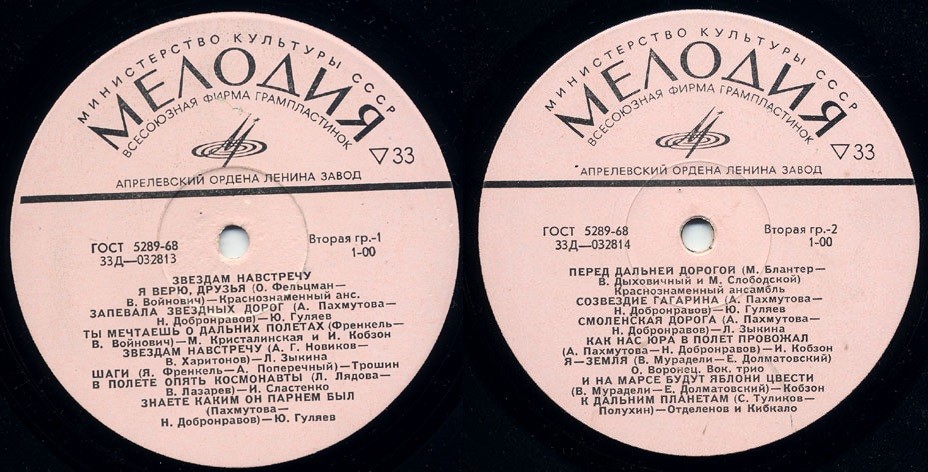 МИНИСТЕРСТВО КУЛЬТУРЫ СССР
МЕЛОДИЯ
ВСЕСОЮЗНАЯ ФИРМА ГРАМПЛАСТИНОК
▽33
АПРЕЛЕВСКИЙ ОРДЕНА ЛЕНИНА ЗАВОД
ГОСТ 5289-68
33Д—032813
Вторая гр.-1
1-00
ЗВЕЗДАМ НАВСТРЕЧУ
Я ВЕРЮ, ДРУЗЬЯ (О. Фельцман—
В. Войнович)—Краснознаменный анс.
ЗАПЕВАЛА ЗВЕЗДНЫХ ДОРОГ (А. Пахмутова—
Н. Добронравов)—Ю. Гуляев
ТЫ МЕЧТАЕШЬ О ДАЛЬНИХ ПОЛЕТАХ (Френкель—
В. Войнович)—М. Кристалинская и И. Кобзон
ЗВЕЗДАМ НАВСТРЕЧУ (А. Г. Новиков—
В. Харитонов)—Л. Зыкина
ШАГИ (Я. Френкель—А. Поперечный)—Трошин
В ПОЛЕТЕ ОПЯТЬ КОСМОНАВТЫ (Л. Лядова—
В. Лазарев)—И. Сластенко
ЗНАЕТЕ КАКИМ ОН ПАРНЕМ БЫЛ
(Пахмутова—
Н. Добронравов)—Ю. Гуляев
МИНИСТЕРСТВО КУЛЬТУРЫ СССР
МЕЛОДИЯ
ВСЕСОЮЗНАЯ ФИРМА ГРАМПЛАСТИНОК
▽33
АПРЕЛЕВСКИЙ ОРДЕНА ЛЕНИНА ЗАВОД
ГОСТ 5289-68
33Д—032814
Вторая гр.-2
1-00
ПЕРЕД ДАЛЬНЕЙ ДОРОГОЙ (М. Блантер—
В. Дыховичный и М. Слободской)
Краснознаменный ансамбль
СОЗВЕЗДИЕ ГАГАРИНА (А. Пахмутова—
Н. Добронравов)—Ю. Гуляев
СМОЛЕНСКАЯ ДОРОГА (А. Пахмутова—
Н. Добронравов)—Л. Зыкина
КАК НАС ЮРА В ПОЛЕТ ПРОВОЖАЛ
(А. Пахмутова—Н. Добронравов)—И. Кобзон
Я—ЗЕМЛЯ (В. Мурадели—Е. Долматовский)
О. Воронец, Вок. трио
И НА МАРСЕ БУДУТ ЯБЛОНИ ЦВЕСТИ
(В. Мурадели—Е. Долматовский)—Кобзон
К ДАЛЬНИМ ПЛАНЕТАМ (С. Туликов—
Полухин)—Отделенов и Кибкало